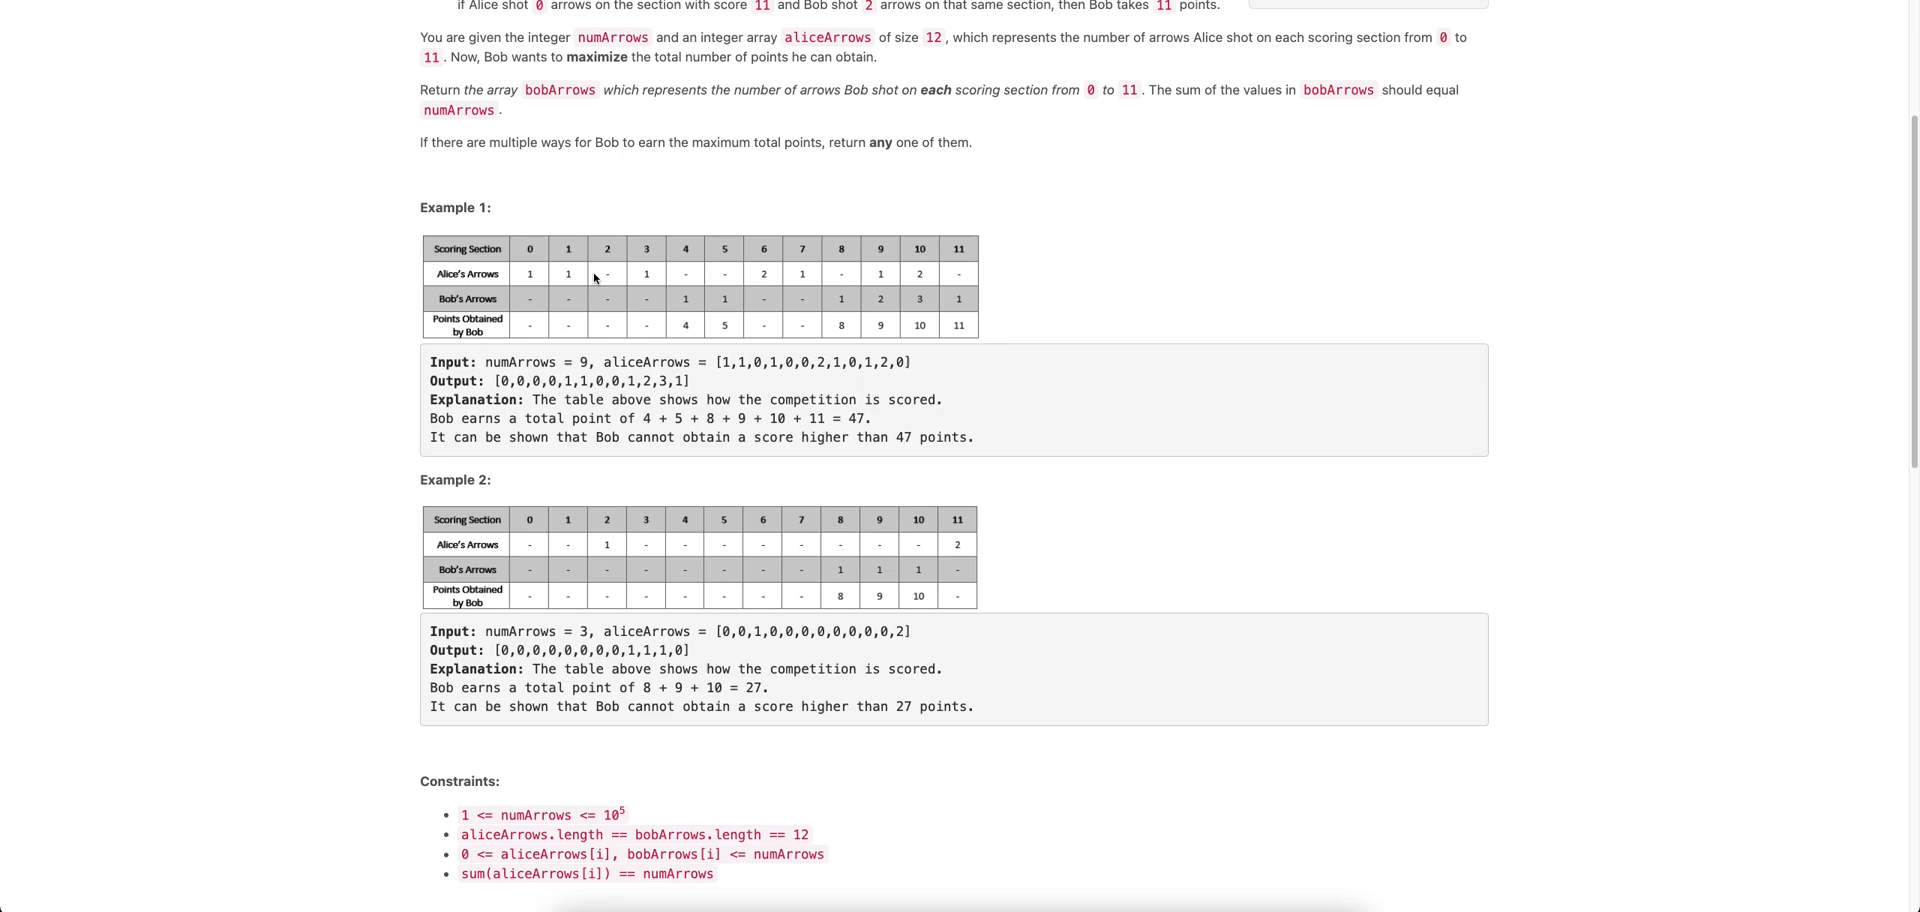 if Alice shot 0 arrows on the section with score 11 and Bob shot 2 arrows on that same section, then Bob takes 11 points.
You are given the integer numArrows and an integer array aliceArrows of size 12, which represents the number of arrows Alice shot on each scoring section from 0 to
11. Now, Bob wants to maximize the total number of points he can obtain.
Return the array bobArrows which represents the number of arrows Bob shot on each scoring section from 0 to 11. The sum of the values in bobArrows should equal
numArrows.
If there are multiple ways for Bob to earn the maximum total points, return any one of them.
Example 1:
Scoring Section 0 1 2 3 4 5 6 7 8 9 10 11
Alice's Arrows 1 1 - 1 - - 2 1 - 1 2 -
Bob's Arrows - - - - 1 1 - - 1 2 3 1
Points Obtained
by Bob - - - - 4 5 - - 8 9 10 11
Input: numArrows = 9, aliceArrows = [1,1,0,1,0,0,2,1,0,1,2,0]
Output: [0,0,0,0,1,1,0,0,1,2,3,1]
Explanation: The table above shows how the competition is scored.
Bob earns a total point of 4 + 5 + 8 + 9 + 10 + 11 = 47.
It can be shown that Bob cannot obtain a score higher than 47 points.
Example 2:
Scoring Section 0 1 2 3 4 5 6 7 8 9 10 11
Alice's Arrows - - 1 - - - - - - - - 2
Bob's Arrows - - - - - - - - 1 1 1 -
Points Obtained
by Bob - - - - - - - - 8 9 10 -
Input: numArrows = 3, aliceArrows = [0,0,1,0,0,0,0,0,0,0,0,2]
Output: [0,0,0,0,0,0,0,0,1,1,1,0]
Explanation: The table above shows how the competition is scored.
Bob earns a total point of 8 + 9 + 10 = 27.
It can be shown that Bob cannot obtain a score higher than 27 points.
Constraints:
• 1 <= numArrows <= 10⁵
• aliceArrows.length == bobArrows.length == 12
• 0 <= aliceArrows[i], bobArrows[i] <= numArrows
• sum(aliceArrows[i]) == numArrows